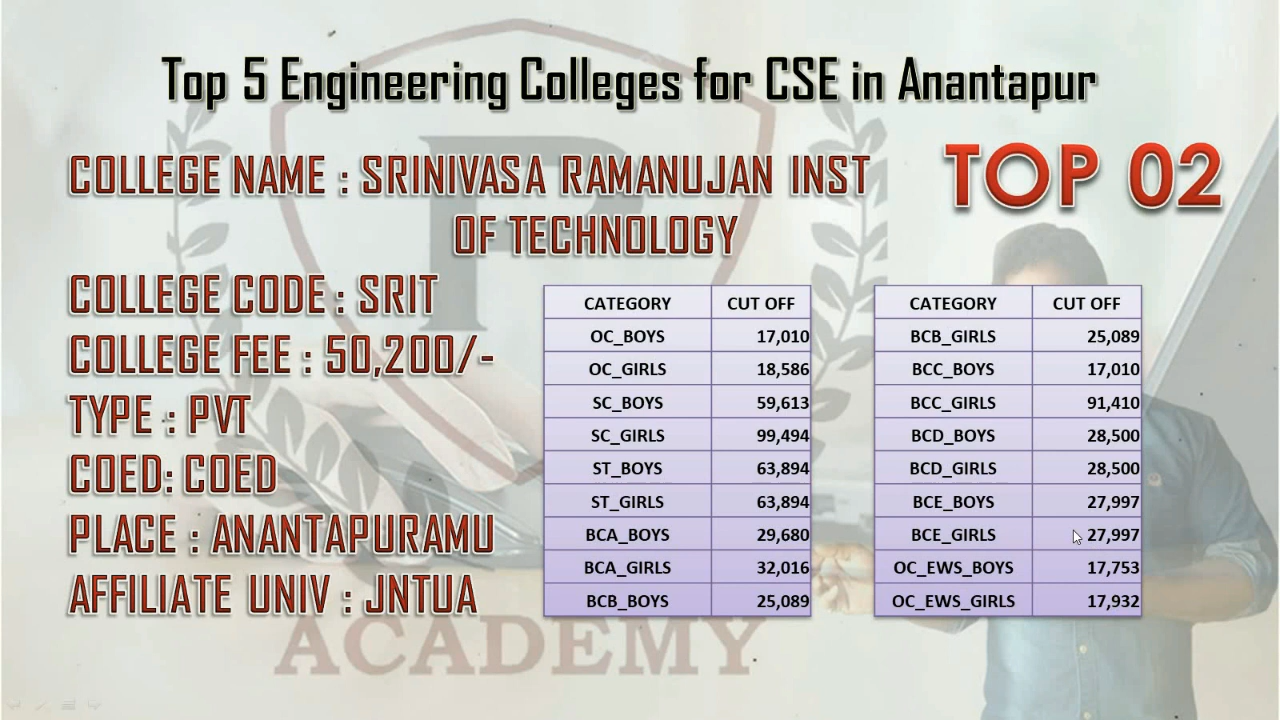 Top 5 Engineering Colleges for CSE in Anantapur
TOP 02
COLLEGE NAME : SRINIVASA RAMANUJAN INST
OF TECHNOLOGY
COLLEGE CODE : SRIT
COLLEGE FEE : 50,200/-
TYPE : PVT
COED: COED
PLACE : ANANTAPURAMU
AFFILIATE UNIV : JNTUA
CATEGORY CUT OFF
OC_BOYS 17,010
OC_GIRLS 18,586
SC_BOYS 59,613
SC_GIRLS 99,494
ST_BOYS 63,894
ST_GIRLS 63,894
BCA_BOYS 29,680
BCA_GIRLS 32,016
BCB_BOYS 25,089
CATEGORY CUT OFF
BCB_GIRLS 25,089
BCC_BOYS 17,010
BCC_GIRLS 91,410
BCD_BOYS 28,500
BCD_GIRLS 28,500
BCE_BOYS 27,997
BCE_GIRLS 27,997
OC_EWS_BOYS 17,753
OC_EWS_GIRLS 17,932
P
ACADEMY